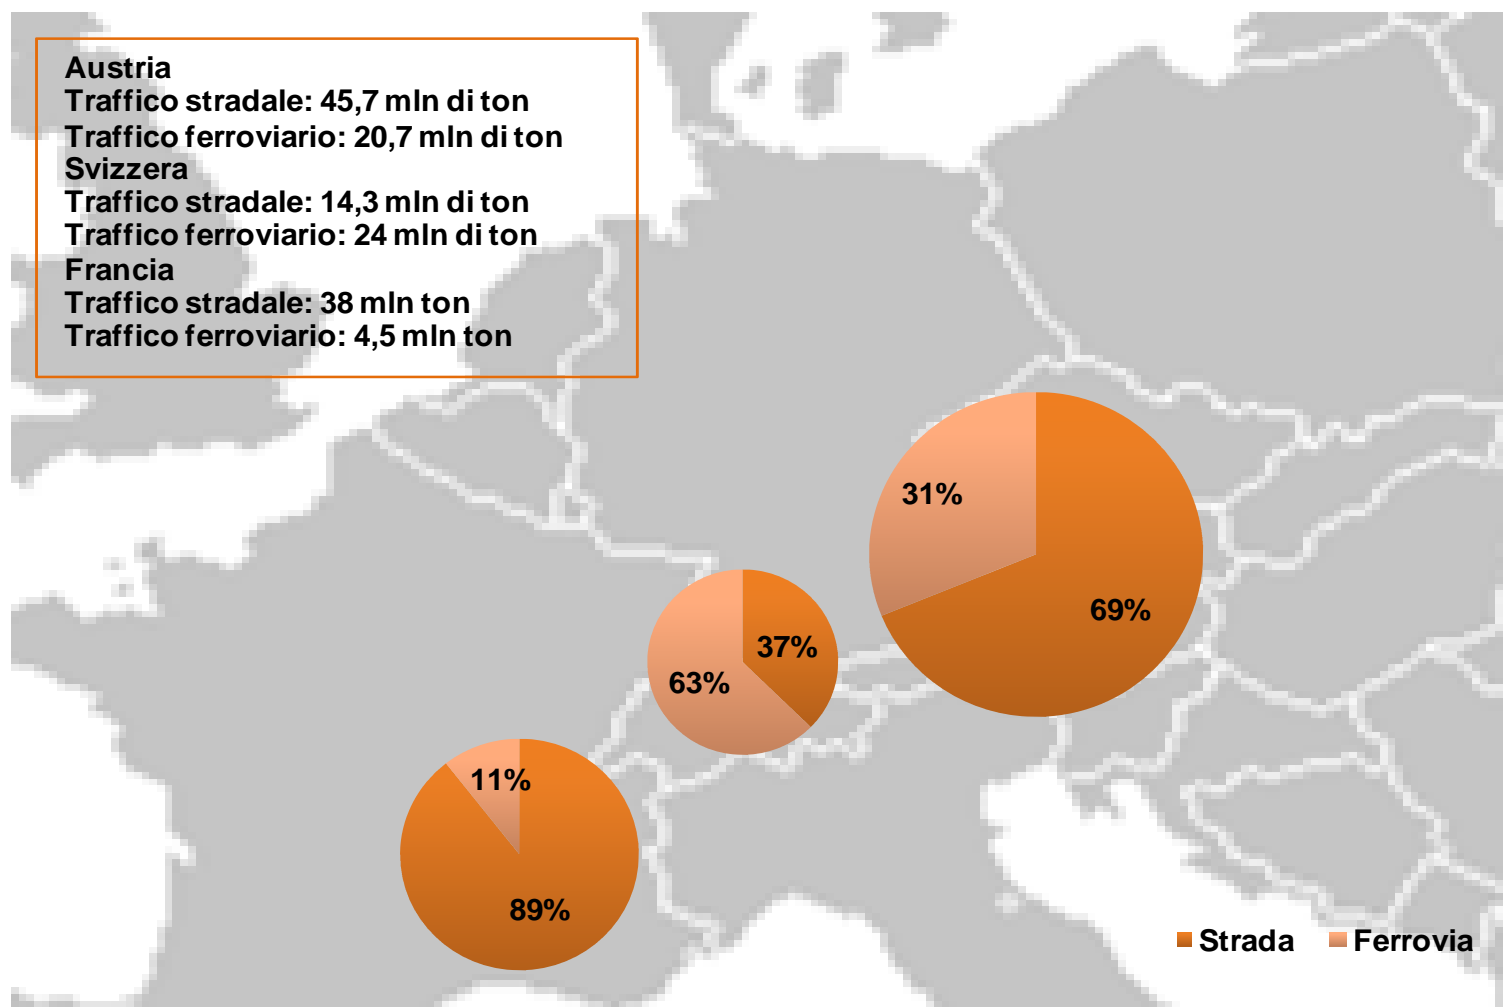 Austria
Traffico stradale: 45,7 mln di ton
Traffico ferroviario: 20,7 mln di ton
Svizzera
Traffico stradale: 14,3 mln di ton
Traffico ferroviario: 24 mln di ton
Francia
Traffico stradale: 38 mln ton
Traffico ferroviario: 4,5 mln ton
31%
69%
37%
63%
11%
89%
Strada Ferrovia